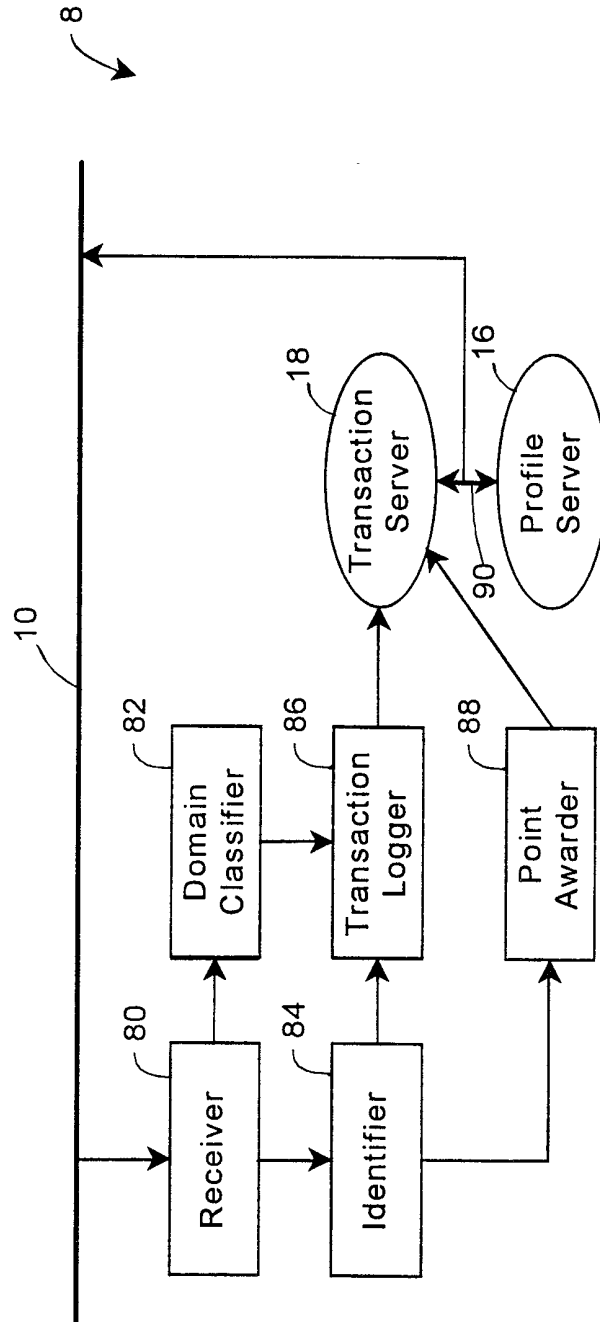 8
10
80
Receiver
82
Domain
Classifier
84
Identifier
86
Transaction
Logger
18
Transaction
Server
88
Point
Awarder
90
16
Profile
Server